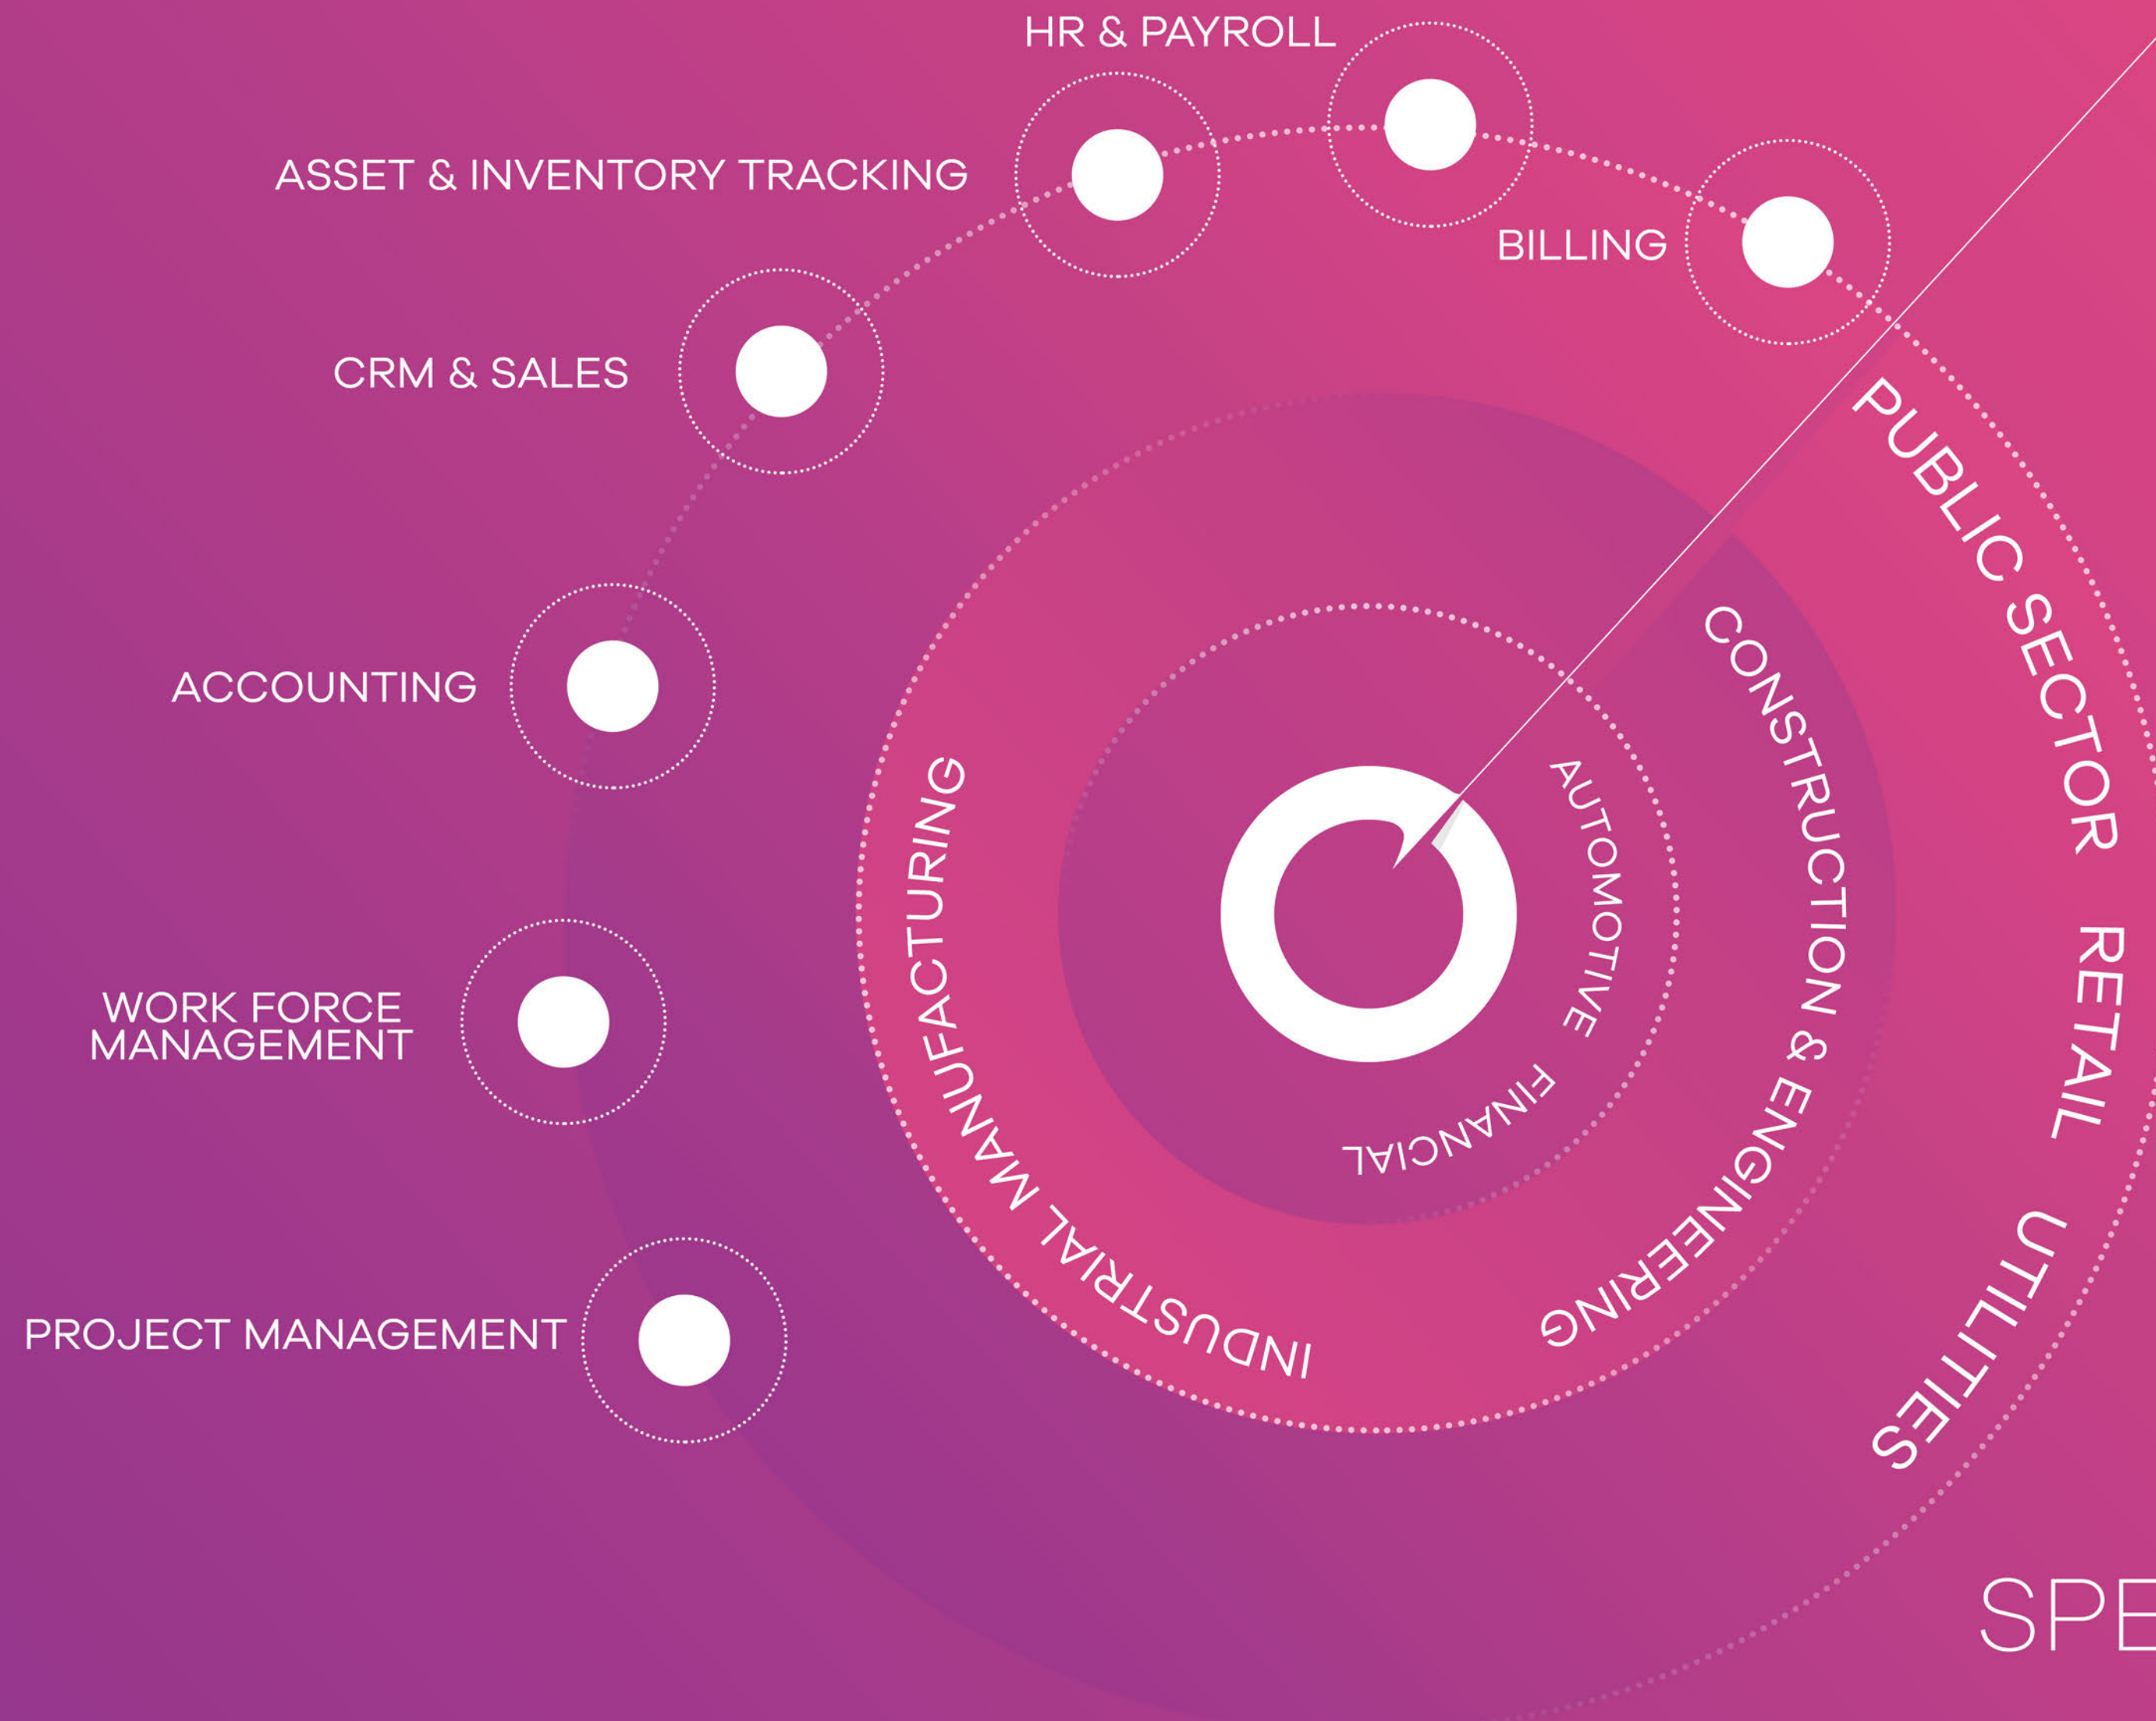 HR & PAYROLL
ASSET & INVENTORY TRACKING
BILLING
CRM & SALES
ACCOUNTING
WORK FORCE
MANAGEMENT
PROJECT MANAGEMENT
PUBLIC SECTOR
RETAIL
UTILITIES
CONSTRUCTION & ENGINEERING
INDUSTRIAL MANUFACTURING
AUTOMOTIVE
FINANCIAL
SPE